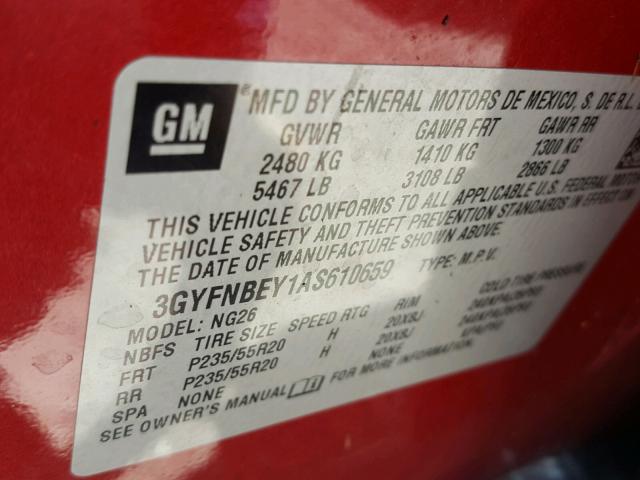 GM
® MFD BY GENERAL MOTORS DE MEXICO, S. DE R.L.
GVWR GAWR FRT GAWR RR
2480 KG 1410 KG 1300 KG
5467 LB 3108 LB 2866 LB
THIS VEHICLE CONFORMS TO ALL APPLICABLE U.S. FEDERAL MOTOR
VEHICLE SAFETY AND THEFT PREVENTION STANDARDS IN EFFECT ON
THE DATE OF MANUFACTURE SHOWN ABOVE.
3GYFNBEY1AS610659 TYPE: M.P.V.
MODEL: NG26
NBFS TIRE SIZE SPEED RTG RIM COLD TIRE PRESSURE
FRT P235/55R20 H 20X8J
RR P235/55R20 H 20X8J
SPA NONE NONE
SEE OWNER'S MANUAL FOR MORE INFORMATION.